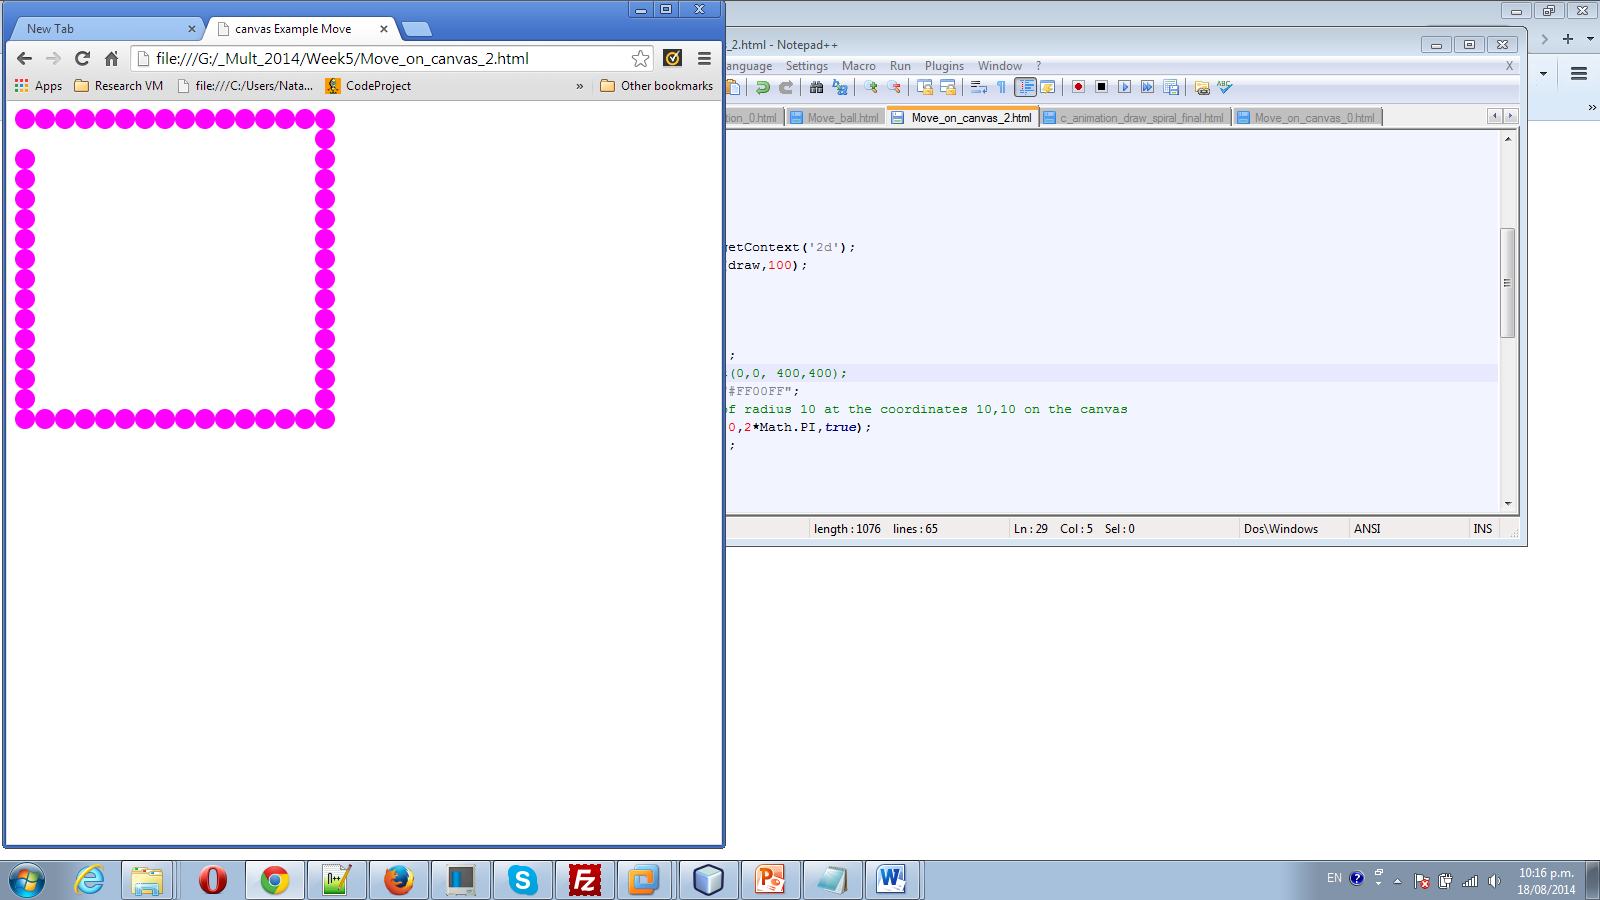 New Tab
canvas Example Move
file:///G:/_Mult_2014/Week5/Move_on_canvas_2.html
Apps
Research VM
file:///C:/Users/Nata...
CodeProject
»
Other bookmarks
_2.html - Notepad++
anguage Settings Macro Run Plugins Window ?
X
tion_0.html
Move_ball.html
Move_on_canvas_2.html
c_animation_draw_spiral_final.html
Move_on_canvas_0.html
getContext('2d');
draw,100);
;
(0,0, 400,400);
#FF00FF";
of radius 10 at the coordinates 10,10 on the canvas
0,2*Math.PI,true);
;
length : 1076 lines : 65
Ln : 29 Col : 5 Sel : 0
Dos\Windows
ANSI
INS
»
EN
10:16 p.m.
18/08/2014